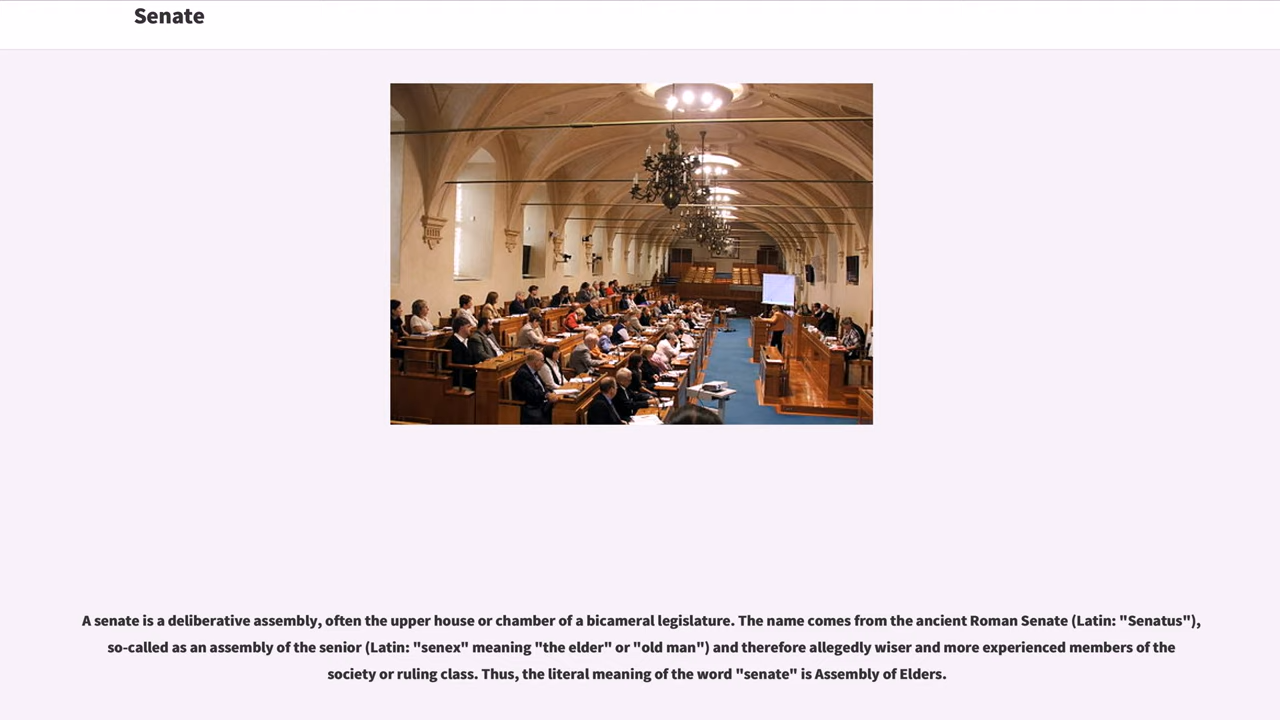 Senate
A senate is a deliberative assembly, often the upper house or chamber of a bicameral legislature. The name comes from the ancient Roman Senate (Latin: "Senatus"),
so-called as an assembly of the senior (Latin: "senex" meaning "the elder" or "old man") and therefore allegedly wiser and more experienced members of the
society or ruling class. Thus, the literal meaning of the word "senate" is Assembly of Elders.